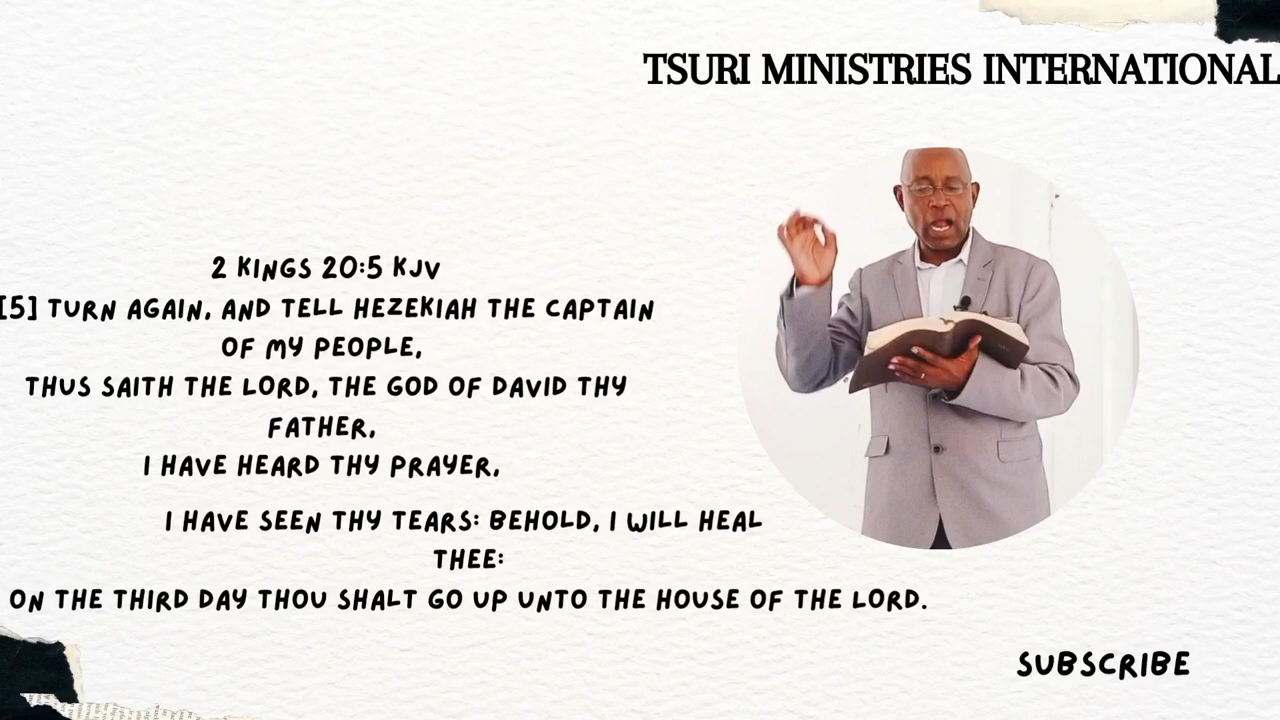 TSURI MINISTRIES INTERNATIONAL
2 KINGS 20:5 KJV
[5] TURN AGAIN, AND TELL HEZEKIAH THE CAPTAIN
OF MY PEOPLE,
THUS SAITH THE LORD, THE GOD OF DAVID THY
FATHER,
I HAVE HEARD THY PRAYER,
I HAVE SEEN THY TEARS: BEHOLD, I WILL HEAL
THEE:
ON THE THIRD DAY THOU SHALT GO UP UNTO THE HOUSE OF THE LORD.
SUBSCRIBE